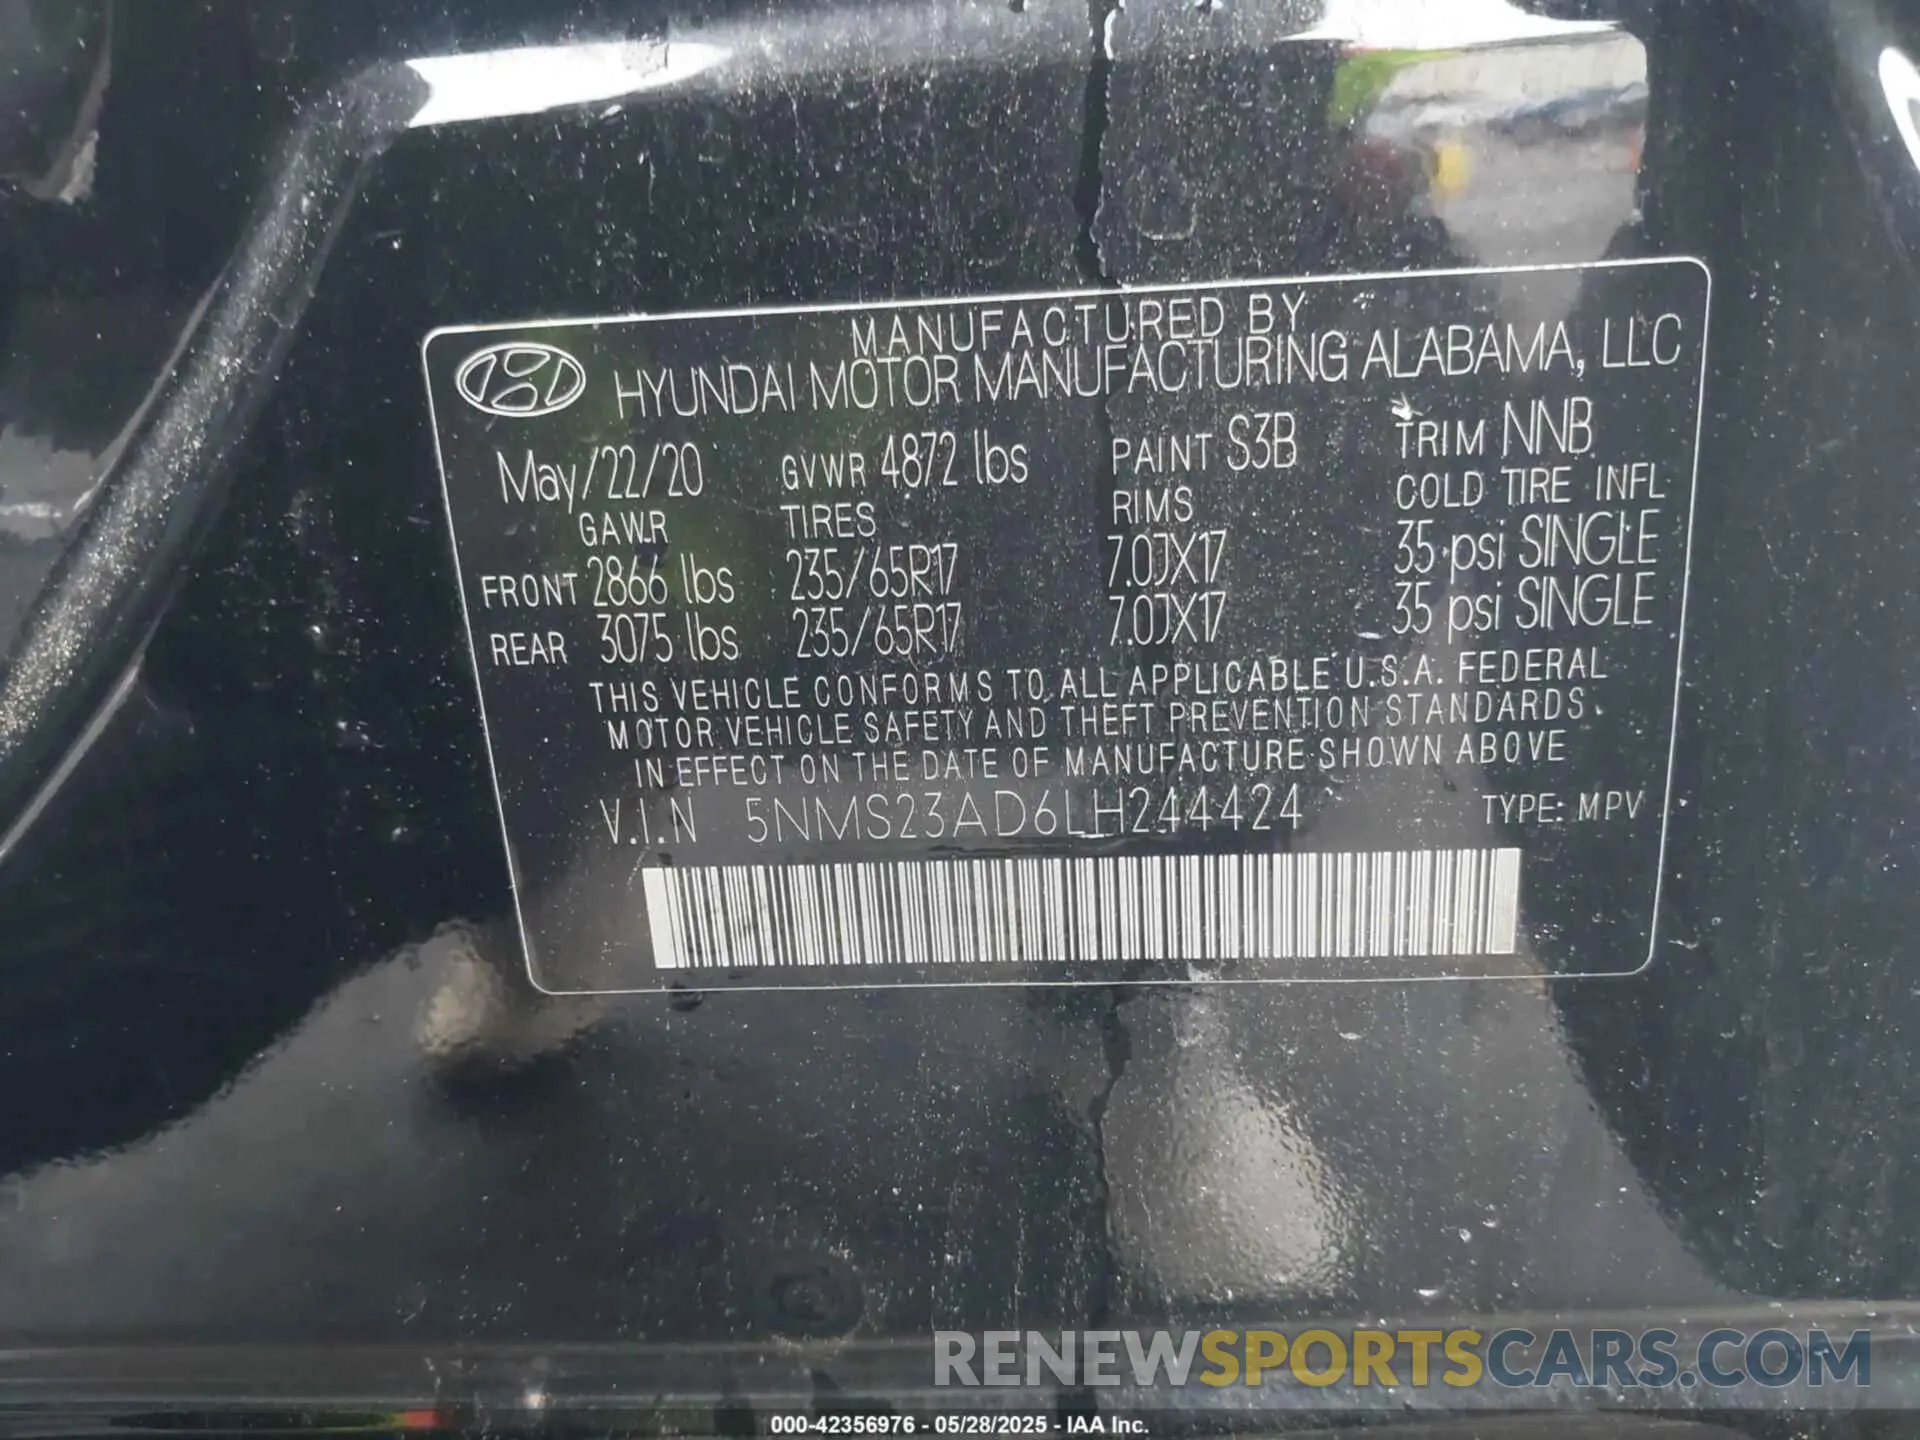 MANUFACTURED BY
HYUNDAI MOTOR MANUFACTURING ALABAMA, LLC
May/22/20 GVWR 4872 lbs PAINT S3B TRIM NNB
GAWR TIRES RIMS COLD TIRE INFL
FRONT 2866 lbs 235/65R17 7.0JX17 35 psi SINGLE
REAR 3075 lbs 235/65R17 7.0JX17 35 psi SINGLE
THIS VEHICLE CONFORMS TO ALL APPLICABLE U.S.A. FEDERAL
MOTOR VEHICLE SAFETY AND THEFT PREVENTION STANDARDS
IN EFFECT ON THE DATE OF MANUFACTURE SHOWN ABOVE
V.I.N 5NMS23AD6LH244424 TYPE: MPV
RENEWSPORTSCARS.COM
000-42356976 - 05/28/2025 - IAA Inc.